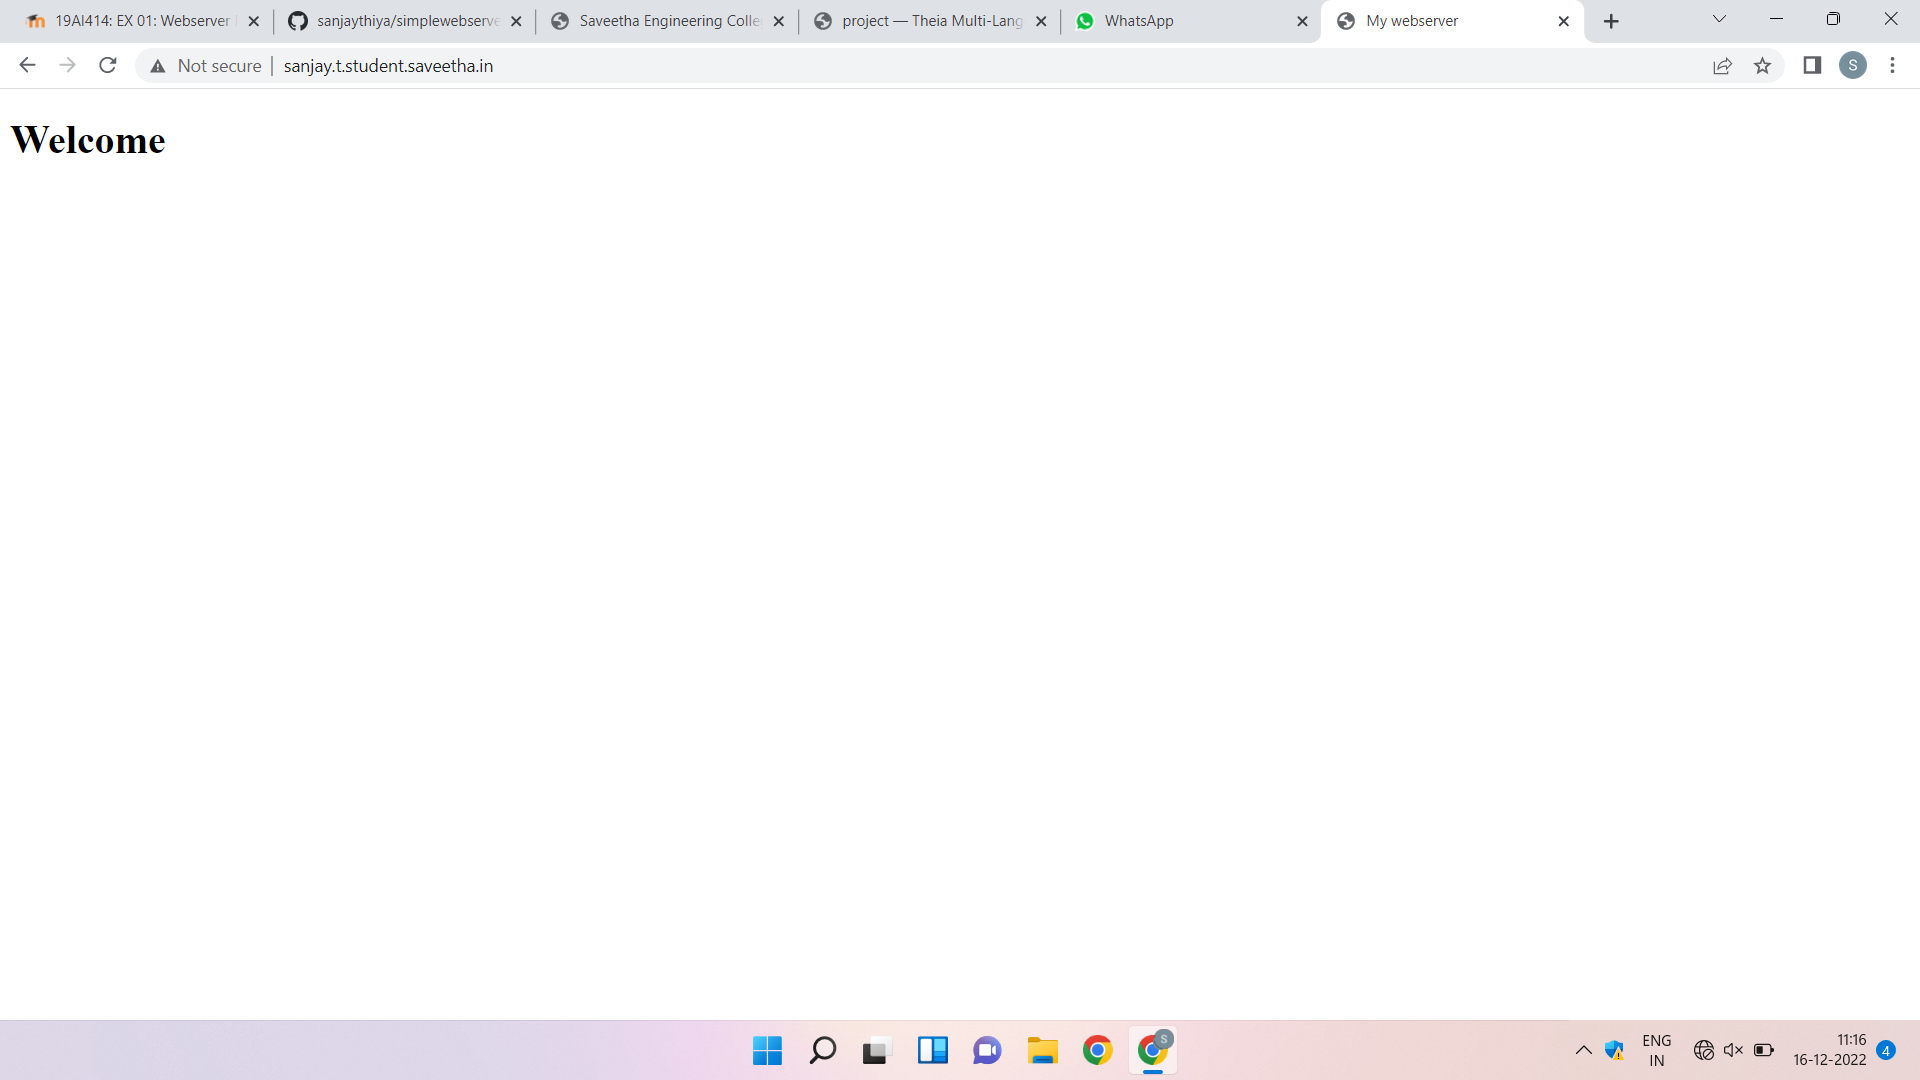 19AI414: EX 01: Webserver
sanjaythiya/simplewebserve
Saveetha Engineering Colle
project — Theia Multi-Lang
WhatsApp
My webserver
Not secure
sanjay.t.student.saveetha.in
S
Welcome
S
ENG
IN
11:16
16-12-2022
4